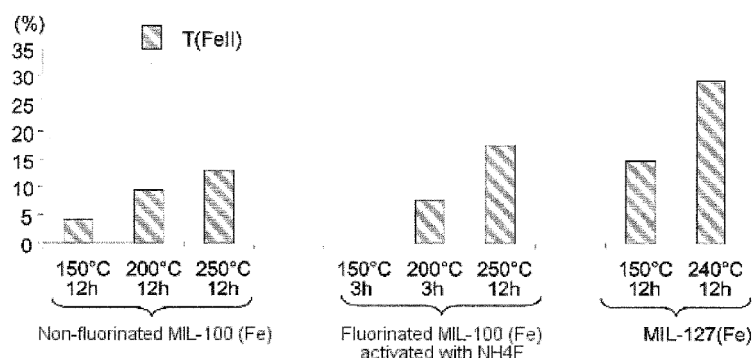 (%)
T(FeII)
35
30
25
20
15
10
5
0
150°C 200°C 250°C 150°C 200°C 250°C 150°C 240°C
12h 12h 12h 3h 3h 12h 12h 12h
Non-fluorinated MIL-100 (Fe) Fluorinated MIL-100 (Fe) MIL-127(Fe)
activated with NH4F